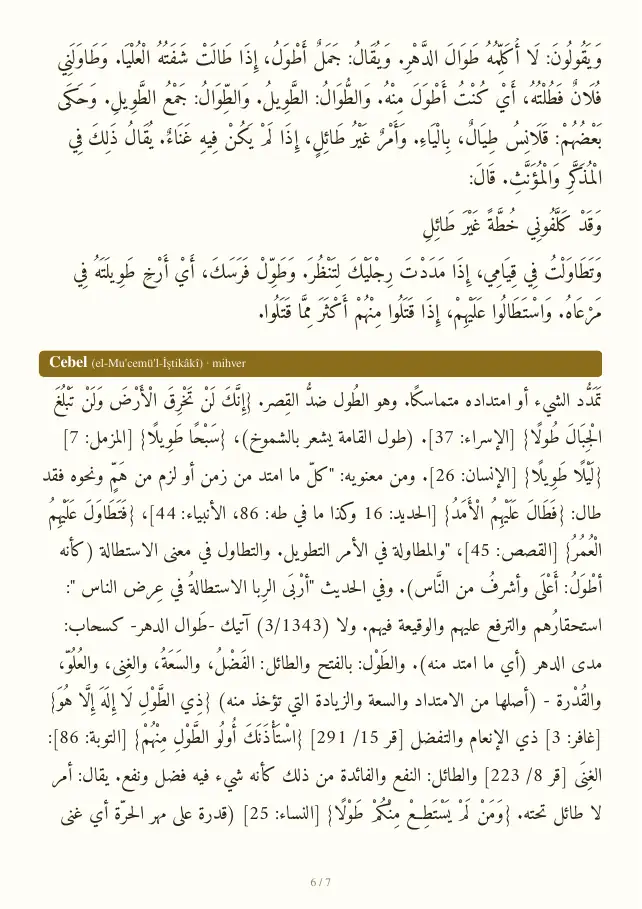 وَيَقُولُونَ: لَا أُكَلِّمُهُ طَوَالَ الدَّهْرِ. وَيُقَالُ: جَمَلٌ أَطْوَلُ، إِذَا طَالَتْ شَفَتُهُ الْعُلْيَا. وَطَاوَلَنِي
فُلَانٌ فَطُلْتُهُ، أَيْ كُنْتُ أَطْوَلَ مِنْهُ. وَالطُّوَالُ: الطَّوِيلُ. وَالطِّوَالُ: جَمْعُ الطَّوِيلِ. وَحَكَى
بَعْضُهُمْ: قَلَانِسُ طِيَالٌ، بِالْيَاءِ. وَأَمْرٌ غَيْرُ طَائِلٍ، إِذَا لَمْ يَكُنْ فِيهِ غَنَاءٌ. يُقَالُ ذَلِكَ فِي
الْمُذَكَّرِ وَالْمُؤَنَّثِ. قَالَ:
وَقَدْ كَلَّفُونِي خُطَّةً غَيْرَ طَائِلِ
وَتَطَاوَلْتُ فِي قِيَامِي، إِذَا مَدَدْتَ رِجْلَيْكَ لِتَنْظُرَ. وَطَوِّلْ فَرَسَكَ، أَيْ أَرْخِ طَوِيلَتَهُ فِي
مَرْعَاهُ. وَاسْتَطَالُوا عَلَيْهِمْ، إِذَا قَتَلُوا مِنْهُمْ أَكْثَرَ مِمَّا قَتَلُوا.
Cebel (el-Mu'cemü'l-İştikâkî) · mihver
تَمَدُّد الشيء أو امتداده متماسكًا. وهو الطُول ضدُّ القِصر. {إِنَّكَ لَنْ تَخْرِقَ الْأَرْضَ وَلَنْ تَبْلُغَ
الْجِبَالَ طُولًا} [الإسراء: 37]. (طول القامة يشعر بالشموخ)، {سَبْحًا طَوِيلًا} [المزمل: 7]
{لَيْلًا طَوِيلًا} [الإنسان: 26]. ومن معنويه: "كلّ ما امتد من زمن أو لزم من هَمٍّ ونحوه فقد
طال: {فَطَالَ عَلَيْهِمُ الْأَمَدُ} [الحديد: 16 وكذا ما في طه: 86، الأنبياء: 44]، {فَتَطَاوَلَ عَلَيْهِمُ
الْعُمُرُ} [القصص: 45]، "والمطاولة في الأمر التطويل. والتطاول في معنى الاستطالة (كأنه
أطْوَلُ: أَعْلَى وأشرفُ من النَّاس). وفي الحديث "أرْبَى الرِبا الاستطالةُ في عِرض الناس ":
استحقارُهم والترفع عليهم والوقيعة فيهم. ولا (3/1343) آتيك -طَوال الدهر- كسحاب:
مدى الدهر (أي ما امتد منه). والطَوْل: بالفتح والطائل: الفَضْلُ، والسَعَةُ، والغِنى، والعُلُوّ،
والقُدْرة - (أصلها من الامتداد والسعة والزيادة التي تؤخذ منه) {ذِي الطَّوْلِ لَا إِلَهَ إِلَّا هُوَ}
[غافر: 3] ذي الإنعام والتفضل [قر 15/ 291] {اسْتَأْذَنَكَ أُولُو الطَّوْلِ مِنْهُمْ} [التوبة: 86]:
الغِنَى [قر 8/ 223] والطائل: النفع والفائدة من ذلك كأنه شيء فيه فضل ونفع. يقال: أمر
لا طائل تحته. {وَمَنْ لَمْ يَسْتَطِعْ مِنْكُمْ طَوْلًا} [النساء: 25] (قدرة على مهر الحرّة أي غنى
6 / 7